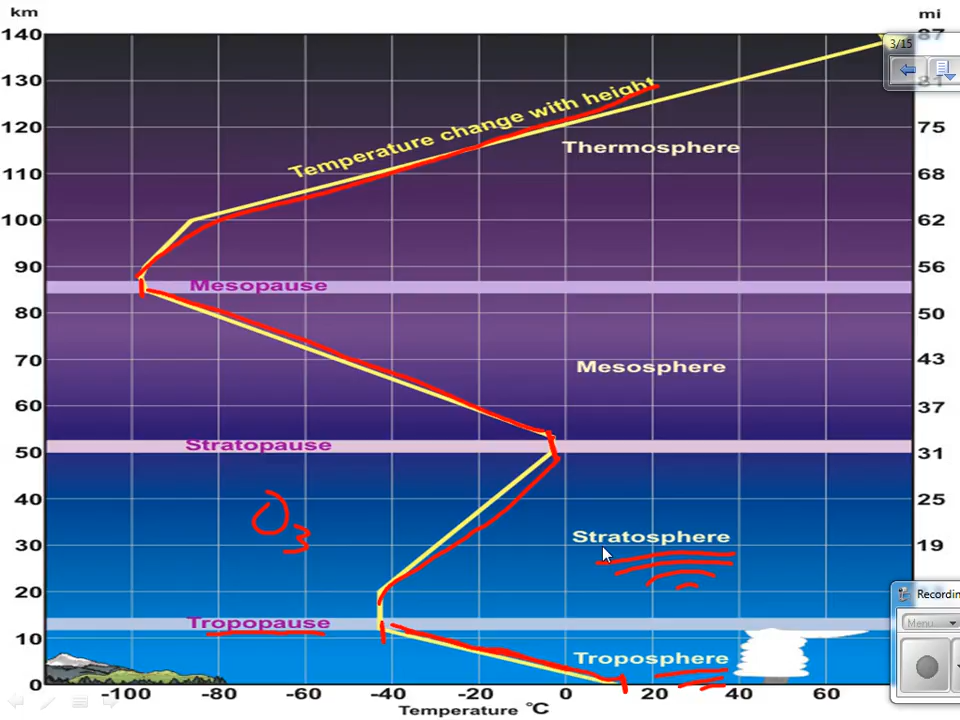 km
mi
140
87
3/15
130
81
Temperature change with height
120
75
Thermosphere
110
68
100
62
90
56
Mesopause
80
50
70
43
Mesosphere
60
37
Stratopause
50
31
40
25
O3
Stratosphere
30
19
20
Recordin
Menu
Tropopause
10
Troposphere
0
-100 -80 -60 -40 -20 0 20 40 60
Temperature °C